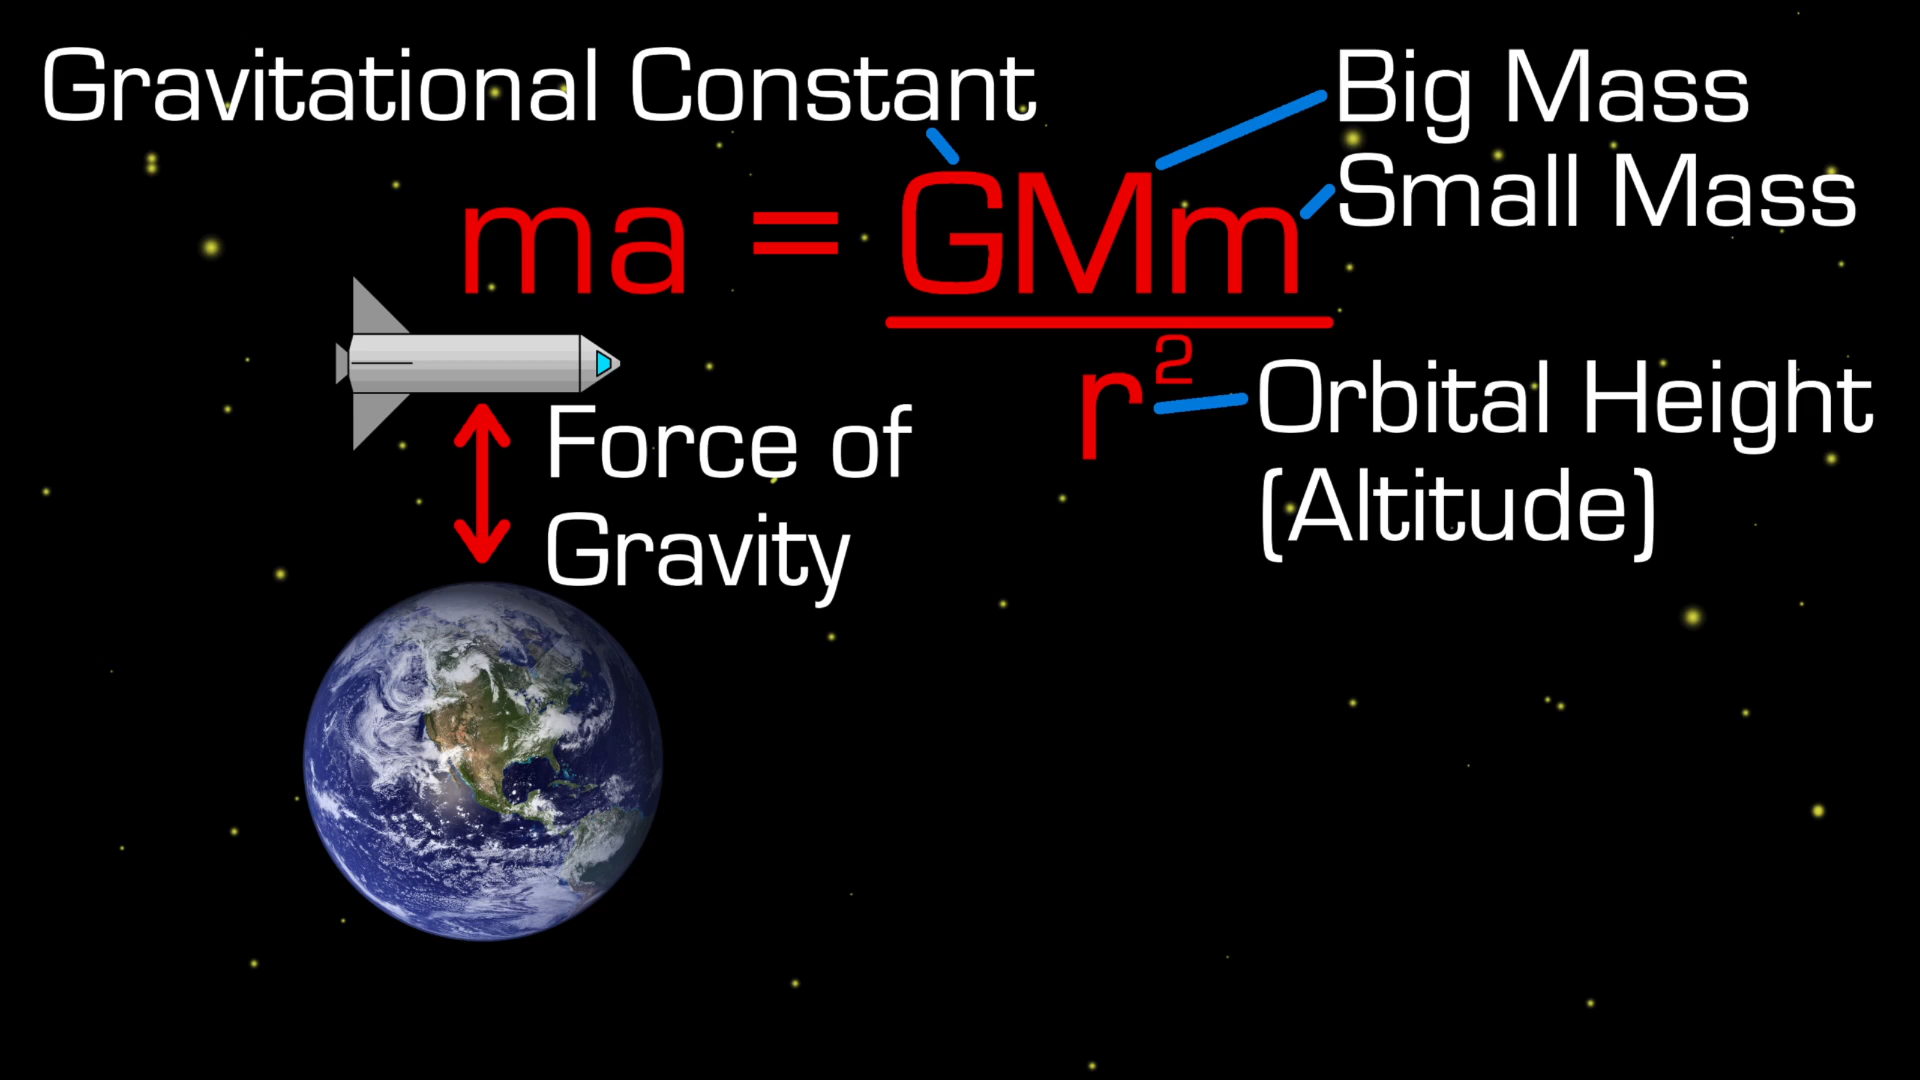 Gravitational Constant
Big Mass
Small Mass
ma = GMm
r²
Orbital Height
(Altitude)
Force of
Gravity